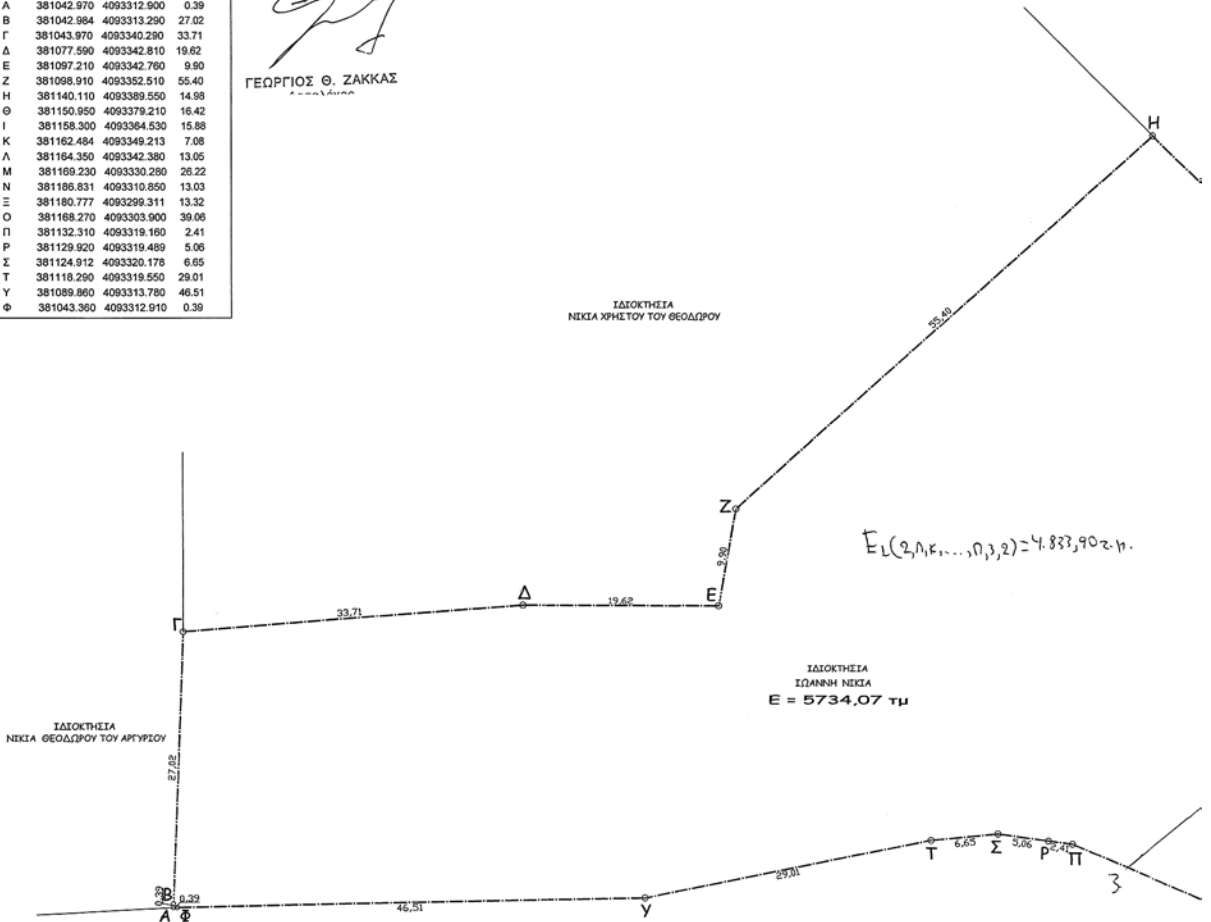 Α 381042.970 4093312.900 0.39
Β 381042.984 4093313.290 27.02
Γ 381043.970 4093340.290 33.71
Δ 381077.590 4093342.810 19.62
Ε 381097.210 4093342.760 9.90
Ζ 381098.910 4093352.510 55.40
Η 381140.110 4093389.550 14.98
Θ 381150.950 4093379.210 16.42
Ι 381158.300 4093364.530 15.88
Κ 381162.484 4093349.213 7.08
Λ 381164.350 4093342.380 13.05
Μ 381169.230 4093330.280 26.22
Ν 381186.831 4093310.850 13.03
Ξ 381180.777 4093299.311 13.32
Ο 381168.270 4093303.900 39.06
Π 381132.310 4093319.160 2.41
Ρ 381129.920 4093319.489 5.06
Σ 381124.912 4093320.178 6.65
Τ 381118.290 4093319.550 29.01
Υ 381089.860 4093313.780 46.51
Φ 381043.360 4093312.910 0.39
ΓΕΩΡΓΙΟΣ Θ. ΖΑΚΚΑΣ
Η
ΙΔΙΟΚΤΗΣΙΑ
ΝΙΚΙΑ ΧΡΗΣΤΟΥ ΤΟΥ ΘΕΟΔΩΡΟΥ
55,40
Ζ
9,90
Ε
Δ
19,62
33,71
Γ
Ε1(2,Λ,Κ,...,Π,3,2)=4.833,90 τ.μ.
ΙΔΙΟΚΤΗΣΙΑ
ΙΩΑΝΝΗ ΝΙΚΙΑ
Ε = 5734,07 τμ
ΙΔΙΟΚΤΗΣΙΑ
ΝΙΚΙΑ ΘΕΟΔΩΡΟΥ ΤΟΥ ΑΡΓΥΡΙΟΥ
27,02
Τ
6,65
Σ
5,06
Ρ
2,41
Π
3
29,01
0,39
Β
0,39
Α
Φ
46,51
Υ